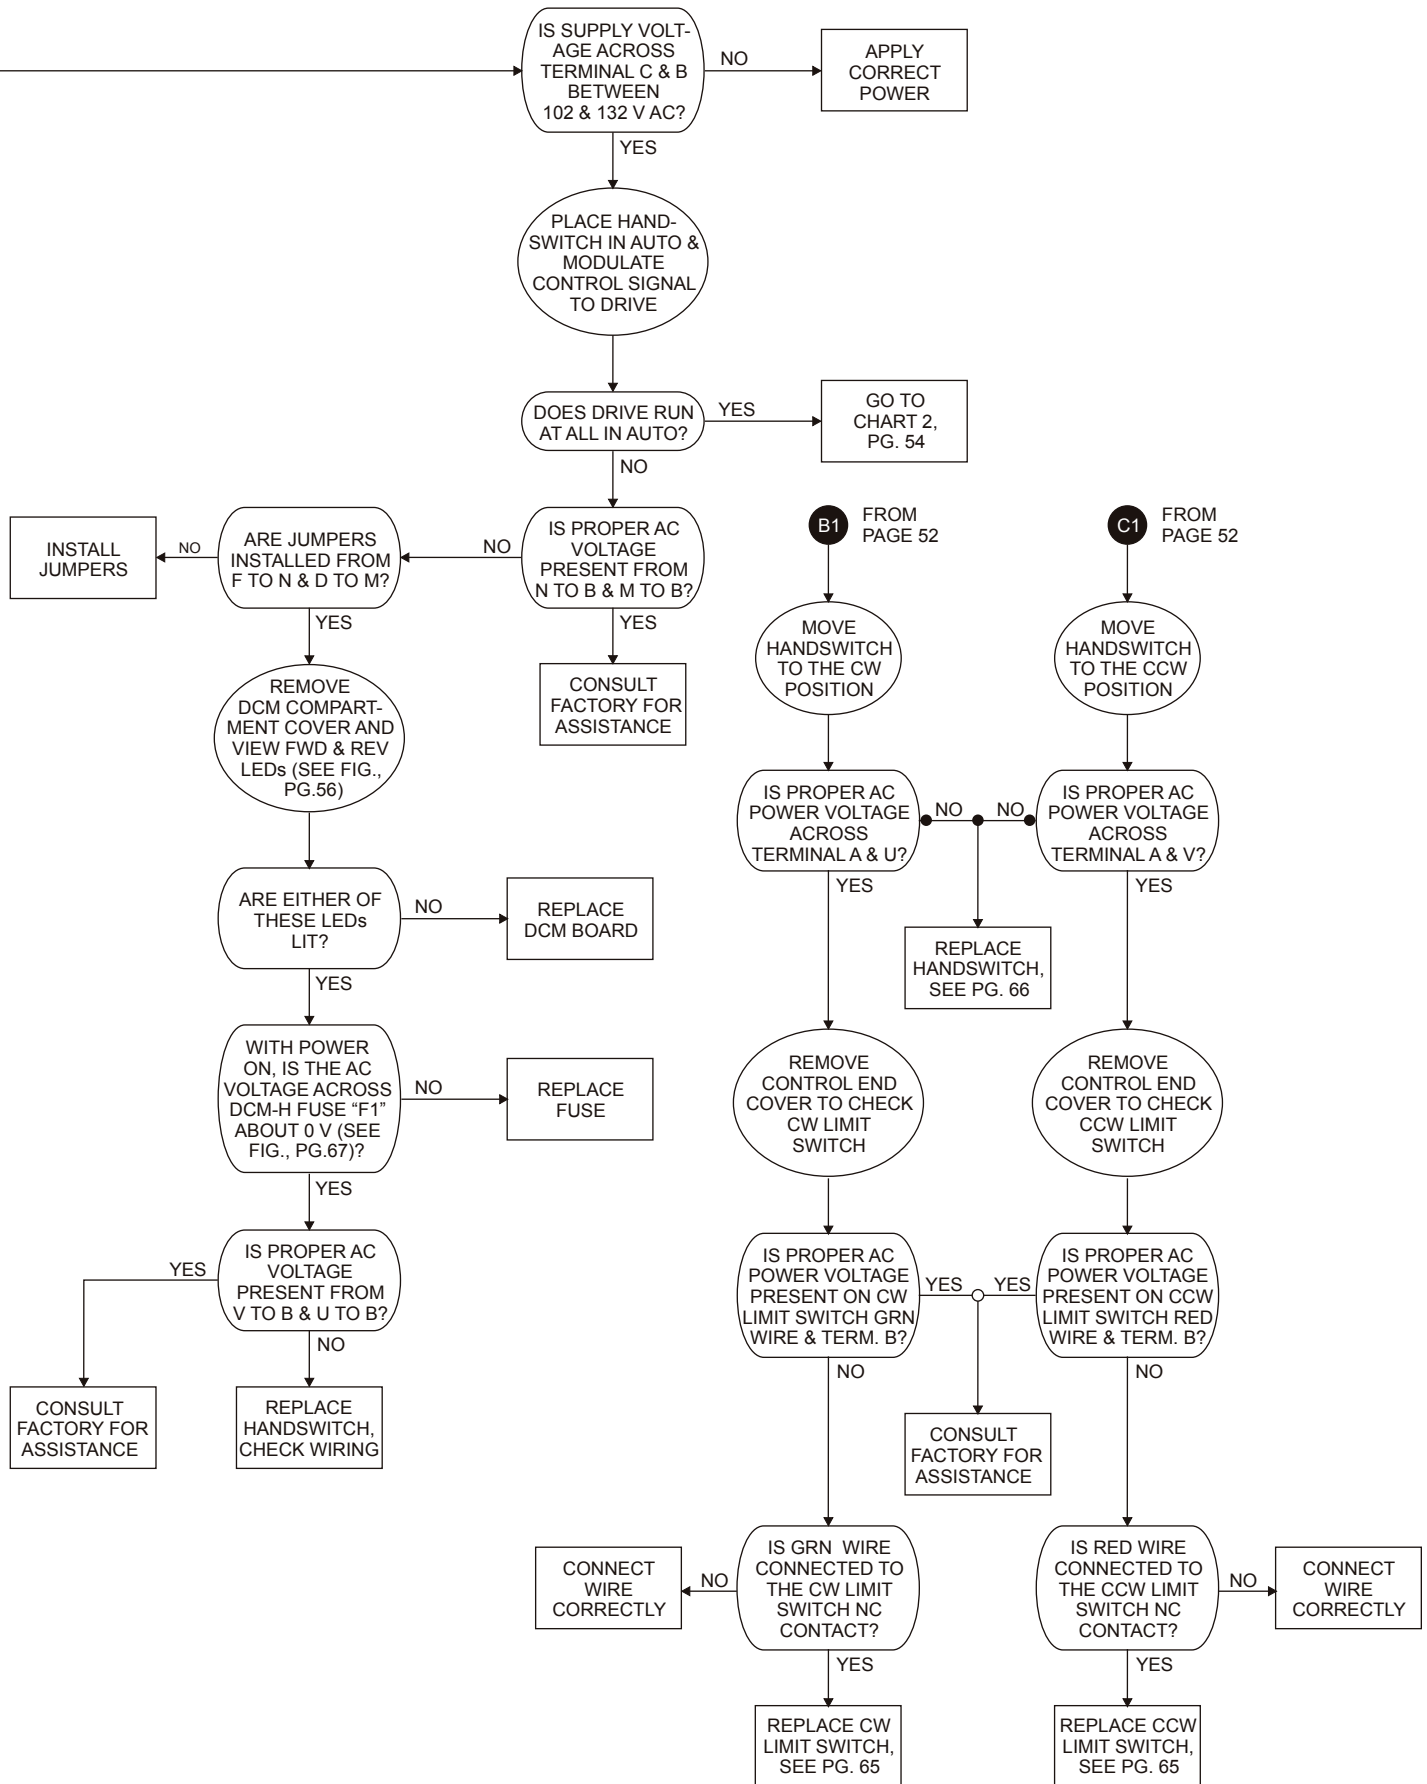 IS SUPPLY VOLT-
AGE ACROSS
TERMINAL C & B
BETWEEN
102 & 132 V AC?
NO
APPLY
CORRECT
POWER
YES
PLACE HAND-
SWITCH IN AUTO &
MODULATE
CONTROL SIGNAL
TO DRIVE
DOES DRIVE RUN
AT ALL IN AUTO?
YES
GO TO
CHART 2,
PG. 54
NO
IS PROPER AC
VOLTAGE
PRESENT FROM
N TO B & M TO B?
NO
ARE JUMPERS
INSTALLED FROM
F TO N & D TO M?
NO
INSTALL
JUMPERS
YES
CONSULT
FACTORY FOR
ASSISTANCE
YES
REMOVE
DCM COMPART-
MENT COVER AND
VIEW FWD & REV
LEDs (SEE FIG.,
PG.56)
ARE EITHER OF
THESE LEDs
LIT?
NO
REPLACE
DCM BOARD
YES
WITH POWER
ON, IS THE AC
VOLTAGE ACROSS
DCM-H FUSE “F1”
ABOUT 0 V (SEE
FIG., PG.67)?
NO
REPLACE
FUSE
YES
IS PROPER AC
VOLTAGE
PRESENT FROM
V TO B & U TO B?
YES
CONSULT
FACTORY FOR
ASSISTANCE
NO
REPLACE
HANDSWITCH,
CHECK WIRING
B1
FROM
PAGE 52
MOVE
HANDSWITCH
TO THE CW
POSITION
IS PROPER AC
POWER VOLTAGE
ACROSS
TERMINAL A & U?
NO
NO
REPLACE
HANDSWITCH,
SEE PG. 66
YES
REMOVE
CONTROL END
COVER TO CHECK
CW LIMIT
SWITCH
IS PROPER AC
POWER VOLTAGE
PRESENT ON CW
LIMIT SWITCH GRN
WIRE & TERM. B?
YES
YES
CONSULT
FACTORY FOR
ASSISTANCE
NO
IS GRN WIRE
CONNECTED TO
THE CW LIMIT
SWITCH NC
CONTACT?
NO
CONNECT
WIRE
CORRECTLY
YES
REPLACE CW
LIMIT SWITCH,
SEE PG. 65
C1
FROM
PAGE 52
MOVE
HANDSWITCH
TO THE CCW
POSITION
IS PROPER AC
POWER VOLTAGE
ACROSS
TERMINAL A & V?
YES
REMOVE
CONTROL END
COVER TO CHECK
CCW LIMIT
SWITCH
IS PROPER AC
POWER VOLTAGE
PRESENT ON CCW
LIMIT SWITCH RED
WIRE & TERM. B?
NO
IS RED WIRE
CONNECTED TO
THE CCW LIMIT
SWITCH NC
CONTACT?
NO
CONNECT
WIRE
CORRECTLY
YES
REPLACE CCW
LIMIT SWITCH,
SEE PG. 65